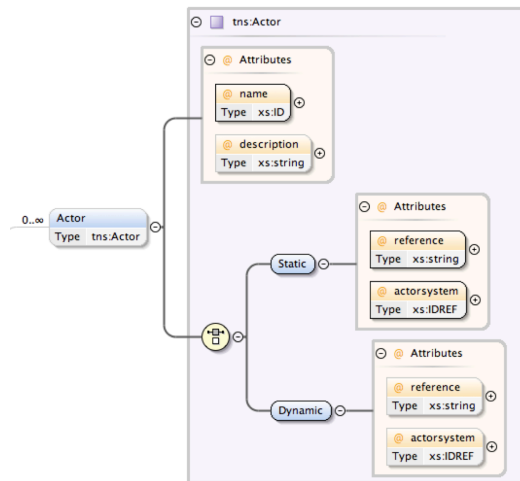 tns:Actor
@ Attributes
@ name
Type xs:ID
@ description
Type xs:string
0..∞
Actor
Type tns:Actor
@ Attributes
@ reference
Type xs:string
@ actorsystem
Type xs:IDREF
Static
@ Attributes
@ reference
Type xs:string
@ actorsystem
Type xs:IDREF
Dynamic